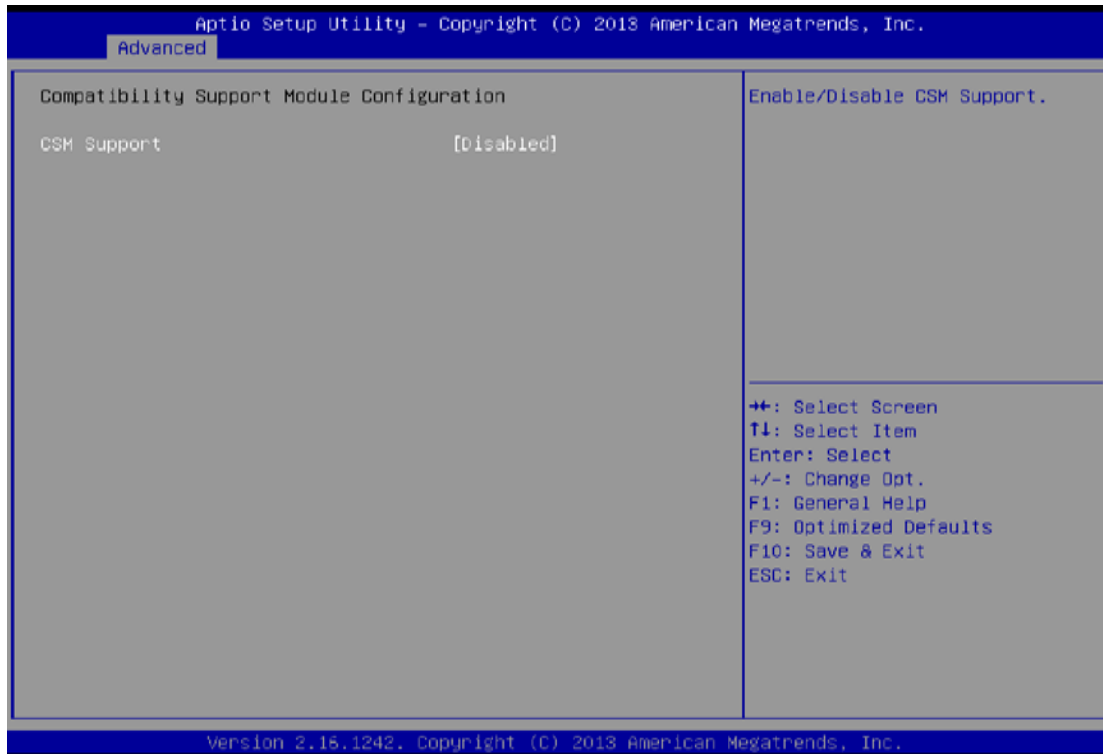 Aptio Setup Utility – Copyright (C) 2013 American Megatrends, Inc.
Advanced
Compatibility Support Module Configuration
CSM Support [Disabled]
Enable/Disable CSM Support.
→←: Select Screen
↑↓: Select Item
Enter: Select
+/-: Change Opt.
F1: General Help
F9: Optimized Defaults
F10: Save & Exit
ESC: Exit
Version 2.16.1242. Copyright (C) 2013 American Megatrends, Inc.